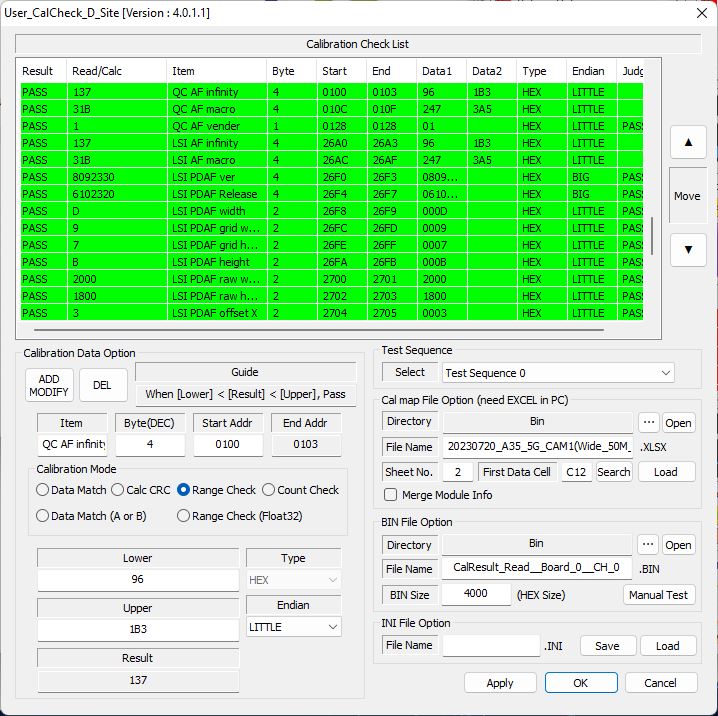 User_CalCheck_D_Site [Version : 4.0.1.1]
Calibration Check List
Result Read/Calc Item Byte Start End Data1 Data2 Type Endian Judg
PASS 137 QC AF infinity 4 0100 0103 96 1B3 HEX LITTLE
PASS 31B QC AF macro 4 010C 010F 247 3A5 HEX LITTLE
PASS 1 QC AF vender 1 0128 0128 01 HEX LITTLE PAS
PASS 137 LSI AF infinity 4 26A0 26A3 96 1B3 HEX LITTLE
PASS 31B LSI AF macro 4 26AC 26AF 247 3A5 HEX LITTLE
PASS 8092330 LSI PDAF ver 4 26F0 26F3 0809... HEX BIG PAS
PASS 6102320 LSI PDAF Release 4 26F4 26F7 0610... HEX BIG PAS
PASS D LSI PDAF width 2 26F8 26F9 000D HEX LITTLE PAS
PASS 9 LSI PDAF grid w... 2 26FC 26FD 0009 HEX LITTLE PAS
PASS 7 LSI PDAF grid h... 2 26FE 26FF 0007 HEX LITTLE PAS
PASS B LSI PDAF height 2 26FA 26FB 000B HEX LITTLE PAS
PASS 2000 LSI PDAF raw w... 2 2700 2701 2000 HEX LITTLE PAS
PASS 1800 LSI PDAF raw h... 2 2702 2703 1800 HEX LITTLE PAS
PASS 3 LSI PDAF offset X 2 2704 2705 0003 HEX LITTLE PAS
▲
Move
▼
Calibration Data Option
ADD
MODIFY
DEL
Guide
When [Lower] < [Result] < [Upper], Pass
Item Byte(DEC) Start Addr End Addr
QC AF infinity 4 0100 0103
Calibration Mode
Data Match Calc CRC Range Check Count Check
Data Match (A or B) Range Check (Float32)
Lower
96
Upper
1B3
Result
137
Type
HEX
Endian
LITTLE
Test Sequence
Select Test Sequence 0
Cal map File Option (need EXCEL in PC)
Directory Bin ... Open
File Name 20230720_A35_5G_CAM1(Wide_50M_ .XLSX
Sheet No. 2 First Data Cell C12 Search Load
Merge Module Info
BIN File Option
Directory Bin ... Open
File Name CalResult_Read__Board_0__CH_0 .BIN
BIN Size 4000 (HEX Size) Manual Test
INI File Option
File Name .INI Save Load
Apply OK Cancel